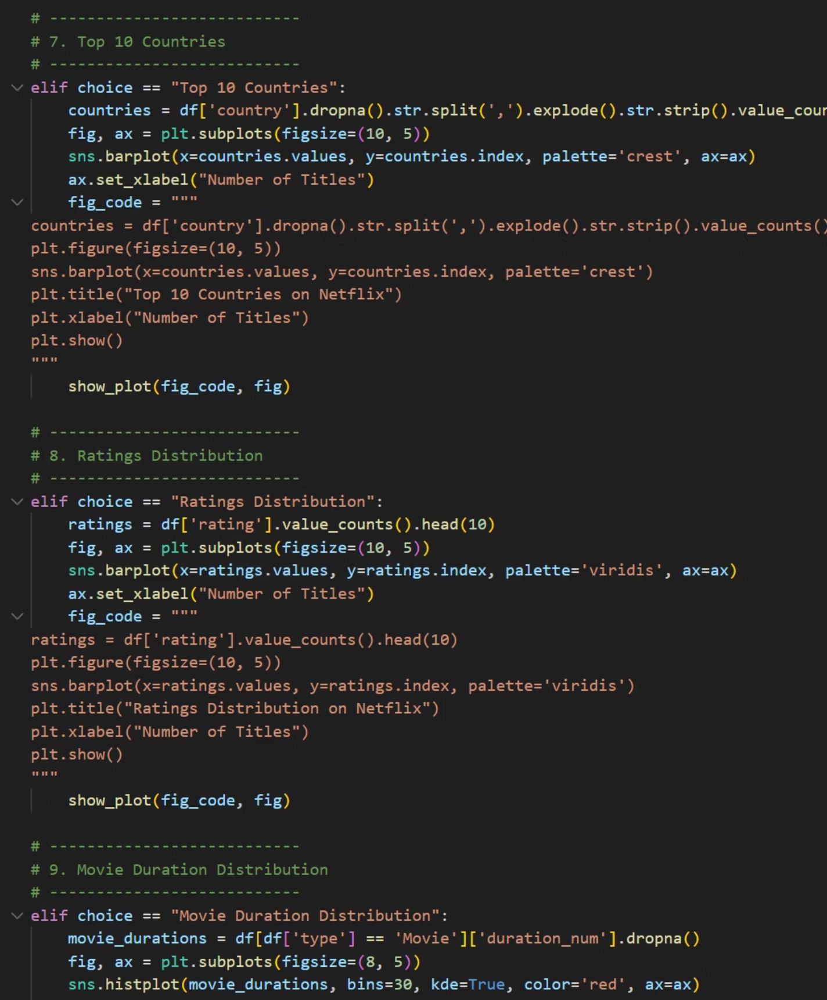 # ---------------------------
# 7. Top 10 Countries
# ---------------------------
elif choice == "Top 10 Countries":
    countries = df['country'].dropna().str.split(',').explode().str.strip().value_cour
    fig, ax = plt.subplots(figsize=(10, 5))
    sns.barplot(x=countries.values, y=countries.index, palette='crest', ax=ax)
    ax.set_xlabel("Number of Titles")
    fig_code = """
countries = df['country'].dropna().str.split(',').explode().str.strip().value_counts()
plt.figure(figsize=(10, 5))
sns.barplot(x=countries.values, y=countries.index, palette='crest')
plt.title("Top 10 Countries on Netflix")
plt.xlabel("Number of Titles")
plt.show()
"""
    show_plot(fig_code, fig)

# ---------------------------
# 8. Ratings Distribution
# ---------------------------
elif choice == "Ratings Distribution":
    ratings = df['rating'].value_counts().head(10)
    fig, ax = plt.subplots(figsize=(10, 5))
    sns.barplot(x=ratings.values, y=ratings.index, palette='viridis', ax=ax)
    ax.set_xlabel("Number of Titles")
    fig_code = """
ratings = df['rating'].value_counts().head(10)
plt.figure(figsize=(10, 5))
sns.barplot(x=ratings.values, y=ratings.index, palette='viridis')
plt.title("Ratings Distribution on Netflix")
plt.xlabel("Number of Titles")
plt.show()
"""
    show_plot(fig_code, fig)

# ---------------------------
# 9. Movie Duration Distribution
# ---------------------------
elif choice == "Movie Duration Distribution":
    movie_durations = df[df['type'] == 'Movie']['duration_num'].dropna()
    fig, ax = plt.subplots(figsize=(8, 5))
    sns.histplot(movie_durations, bins=30, kde=True, color='red', ax=ax)